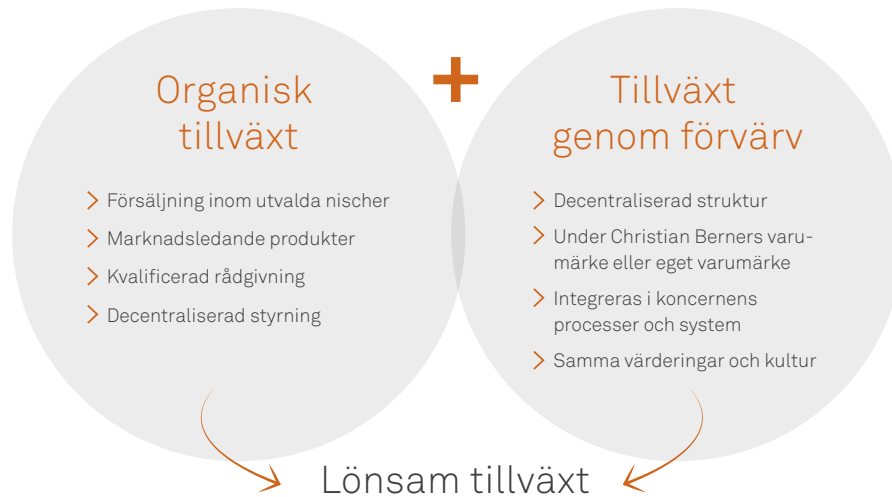 Organisk
tillväxt
Försäljning inom utvalda nischer
Marknadsledande produkter
Kvalificerad rådgivning
Decentraliserad styrning
+
Tillväxt
genom förvärv
Decentraliserad struktur
Under Christian Berners varu-
märke eller eget varumärke
Integreras i koncernens
processer och system
Samma värderingar och kultur
Lönsam tillväxt